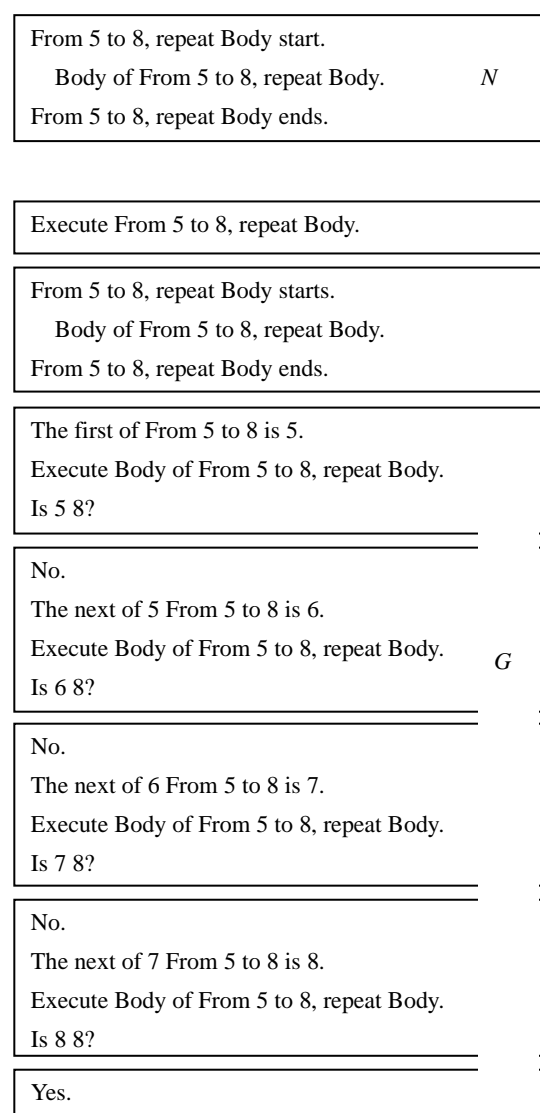 From 5 to 8, repeat Body start.
Body of From 5 to 8, repeat Body. N
From 5 to 8, repeat Body ends.
Execute From 5 to 8, repeat Body.
From 5 to 8, repeat Body starts.
Body of From 5 to 8, repeat Body.
From 5 to 8, repeat Body ends.
The first of From 5 to 8 is 5.
Execute Body of From 5 to 8, repeat Body.
Is 5 8?
No.
The next of 5 From 5 to 8 is 6.
Execute Body of From 5 to 8, repeat Body.
G
Is 6 8?
No.
The next of 6 From 5 to 8 is 7.
Execute Body of From 5 to 8, repeat Body.
Is 7 8?
No.
The next of 7 From 5 to 8 is 8.
Execute Body of From 5 to 8, repeat Body.
Is 8 8?
Yes.